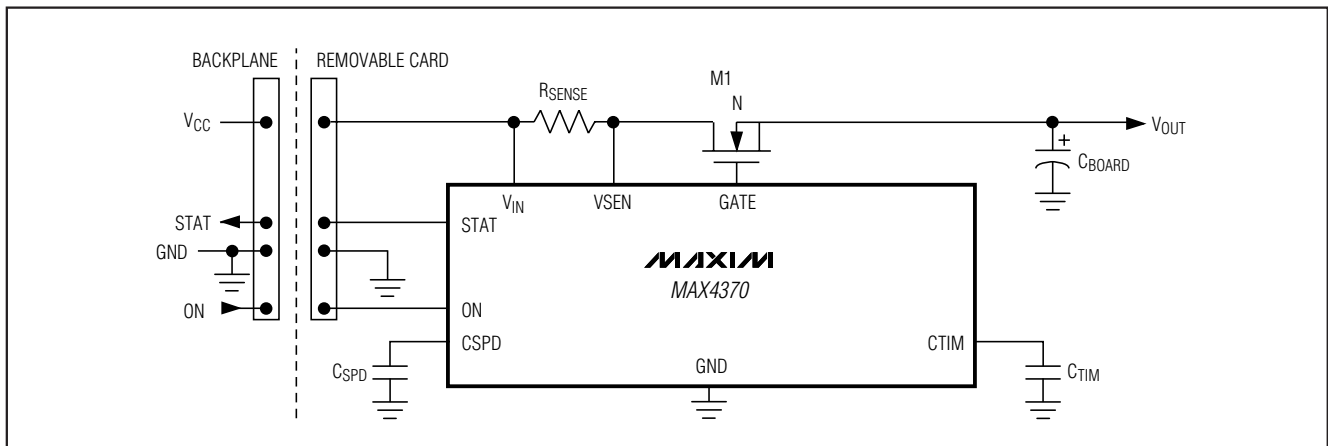 BACKPLANE
REMOVABLE CARD
M1
RSENSE
N
VCC
VOUT
+
CBOARD
VIN
VSEN
GATE
STAT
STAT
GND
MAXIM
MAX4370
ON
ON
CSPD
CTIM
GND
CSPD
CTIM